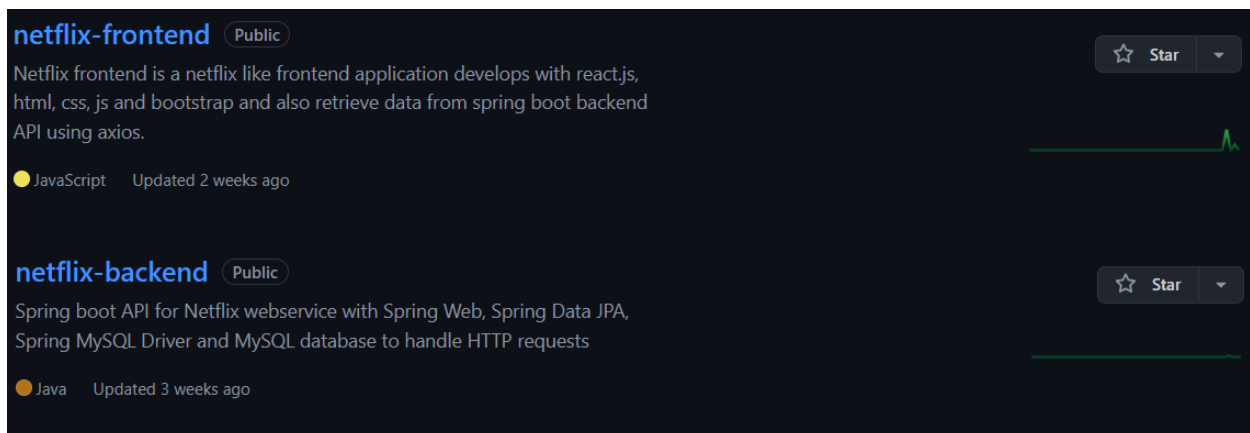 netflix-frontend Public
Star
Netflix frontend is a netflix like frontend application develops with react.js,
html, css, js and bootstrap and also retrieve data from spring boot backend
API using axios.
JavaScript Updated 2 weeks ago
netflix-backend Public
Star
Spring boot API for Netflix webservice with Spring Web, Spring Data JPA,
Spring MySQL Driver and MySQL database to handle HTTP requests
Java Updated 3 weeks ago